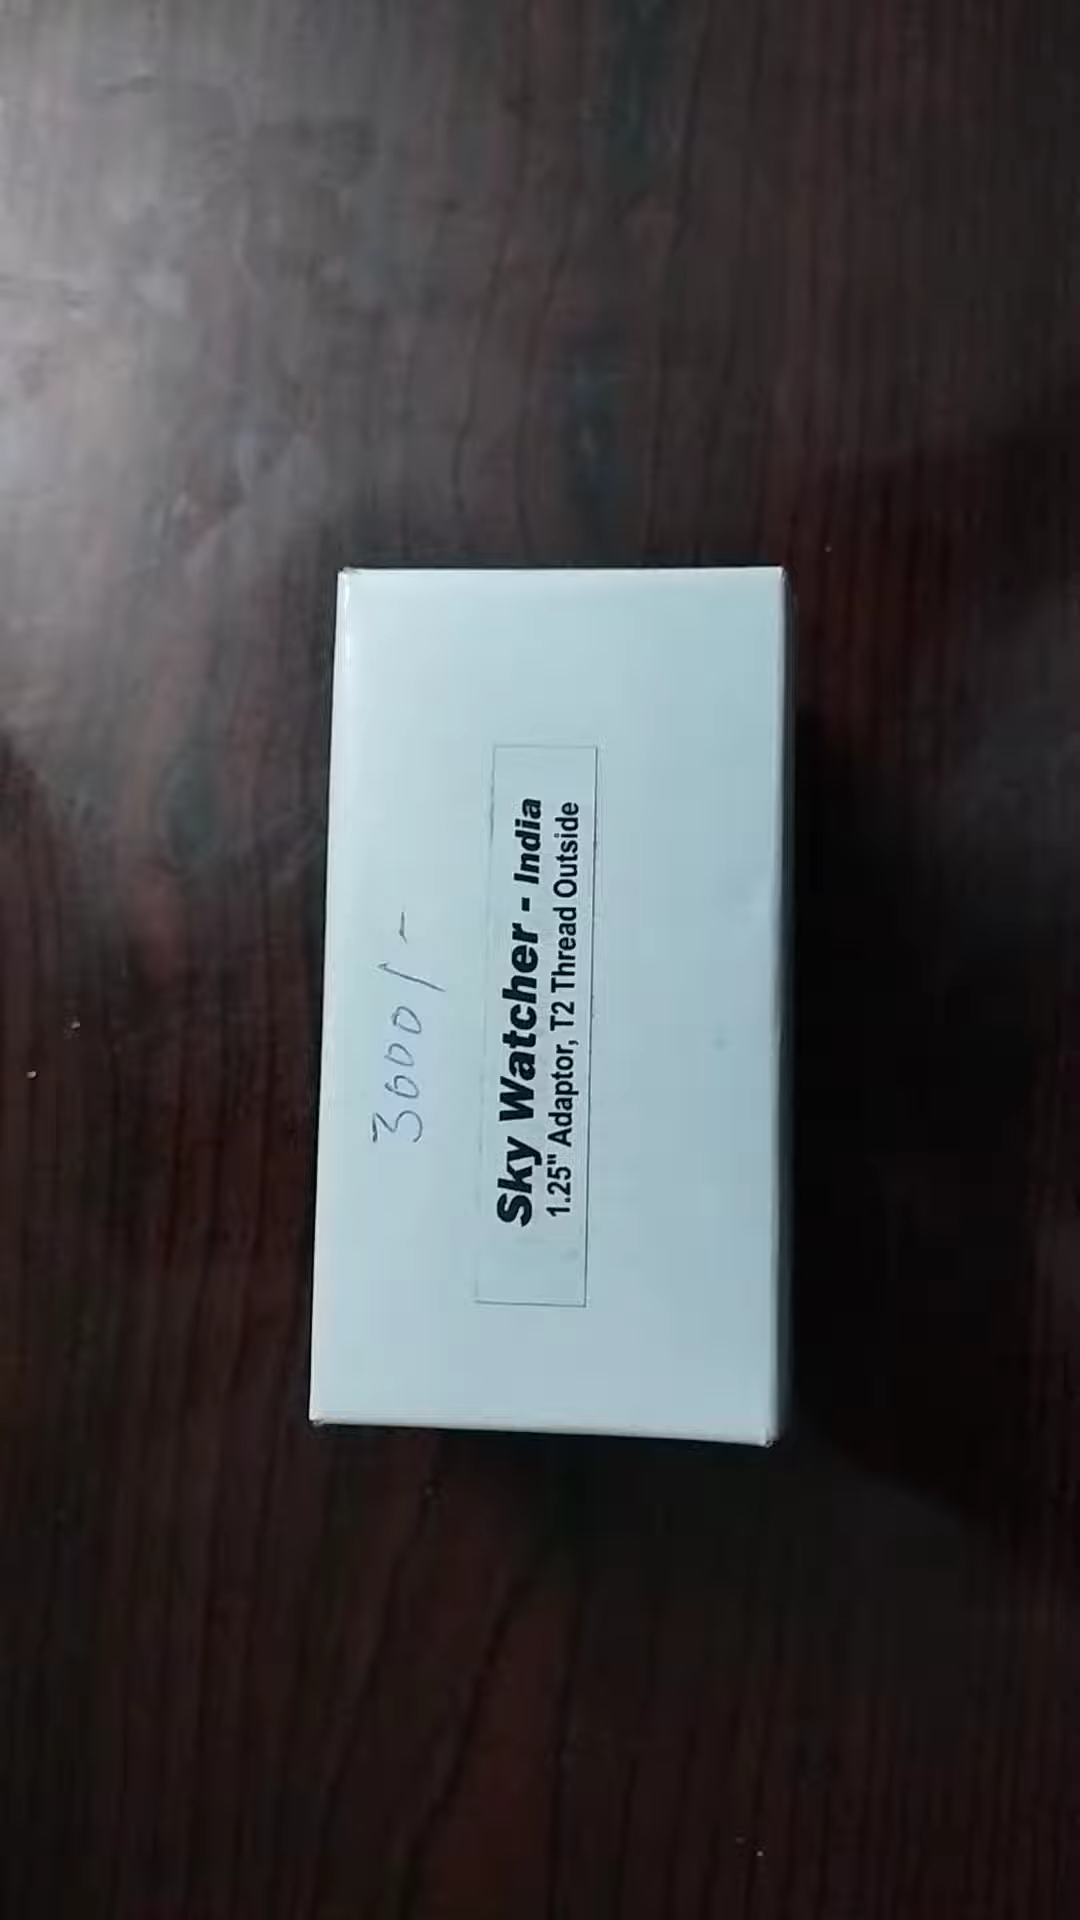 3000/-
Sky Watcher - India
1.25" Adaptor, T2 Thread Outside